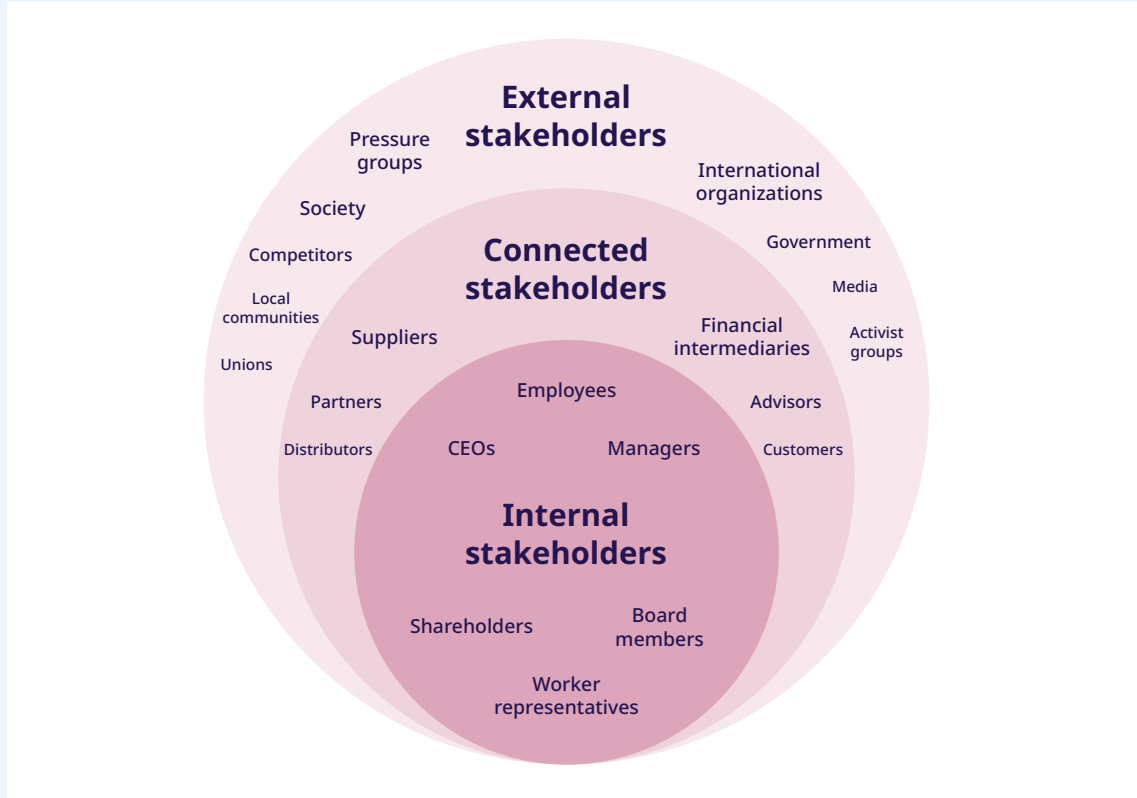 External
stakeholders
Pressure
groups
International
organizations
Society
Government
Competitors
Media
Local
communities
Activist
groups
Unions
Connected
stakeholders
Suppliers
Financial
intermediaries
Partners
Advisors
Distributors
Customers
Employees
CEOs
Managers
Internal
stakeholders
Shareholders
Board
members
Worker
representatives